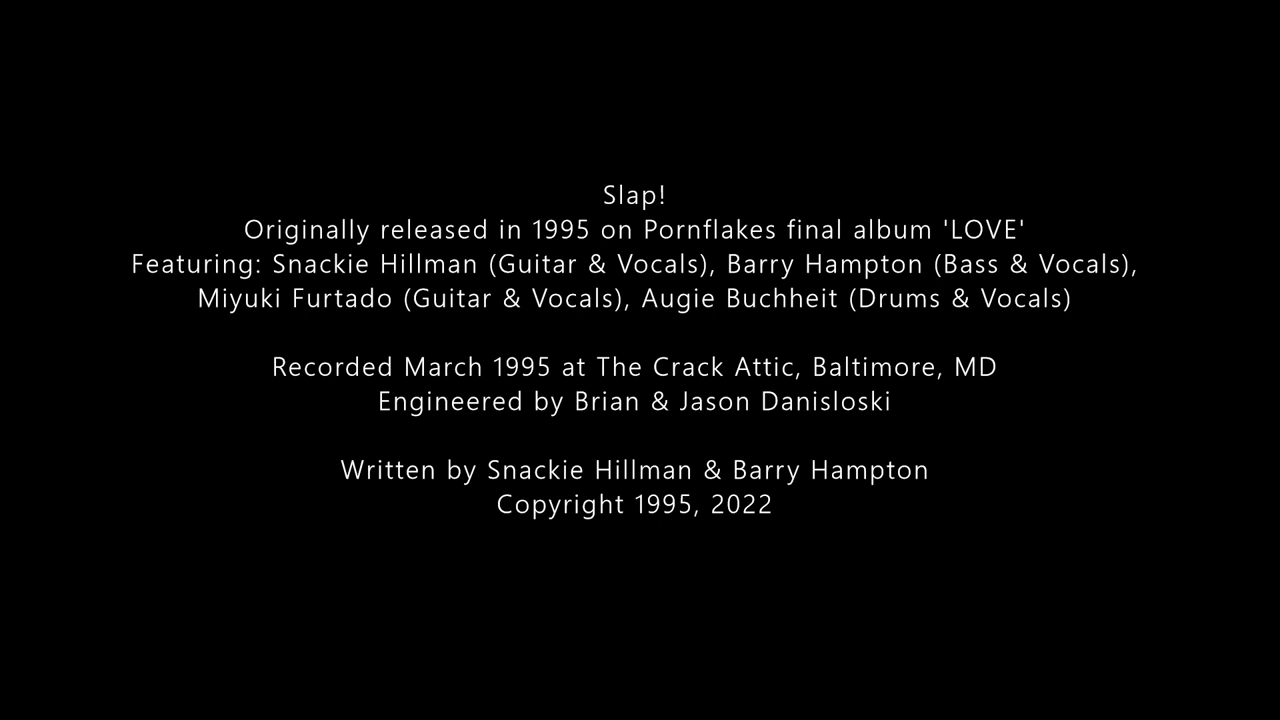 Slap!
Originally released in 1995 on Pornflakes final album 'LOVE'
Featuring: Snackie Hillman (Guitar & Vocals), Barry Hampton (Bass & Vocals),
Miyuki Furtado (Guitar & Vocals), Augie Buchheit (Drums & Vocals)
Recorded March 1995 at The Crack Attic, Baltimore, MD
Engineered by Brian & Jason Danisloski
Written by Snackie Hillman & Barry Hampton
Copyright 1995, 2022